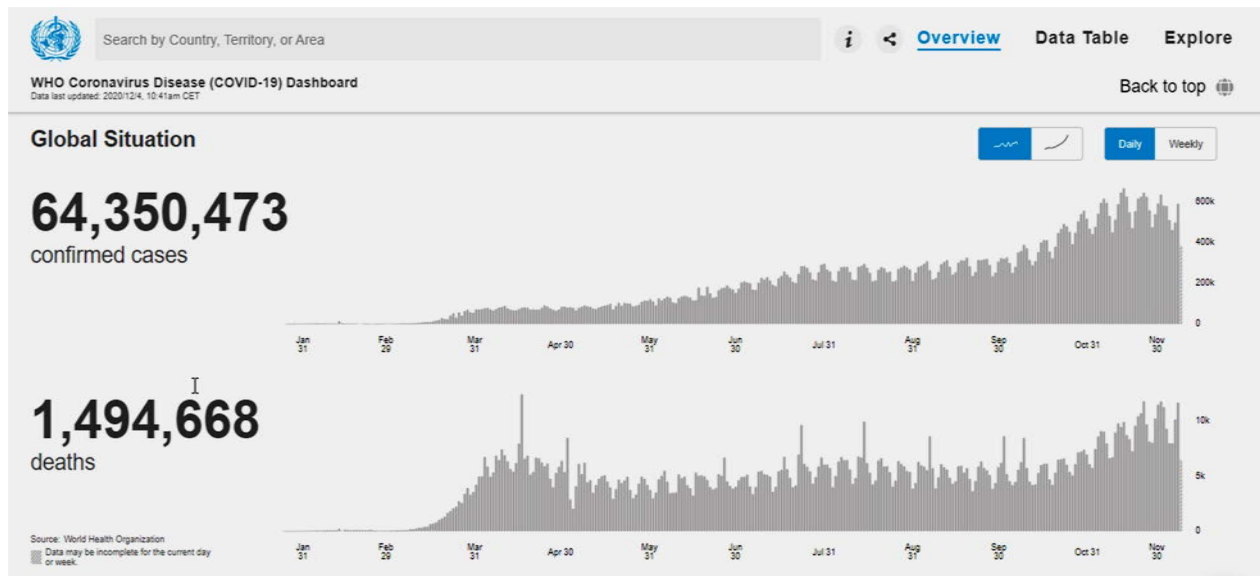 Search by Country, Territory, or Area
i
Overview
Data Table
Explore
WHO Coronavirus Disease (COVID-19) Dashboard
Data last updated: 2020/12/4, 10:41am CET
Back to top
Global Situation
Daily
Weekly
64,350,473
confirmed cases
600k
400k
200k
0
Jan
31
Feb
29
Mar
31
Apr 30
May
31
Jun
30
Jul 31
Aug
31
Sep
30
Oct 31
Nov
30
1,494,668
deaths
10k
5k
0
Source: World Health Organization
Data may be incomplete for the current day
or week.
Jan
31
Feb
29
Mar
31
Apr 30
May
31
Jun
30
Jul 31
Aug
31
Sep
30
Oct 31
Nov
30